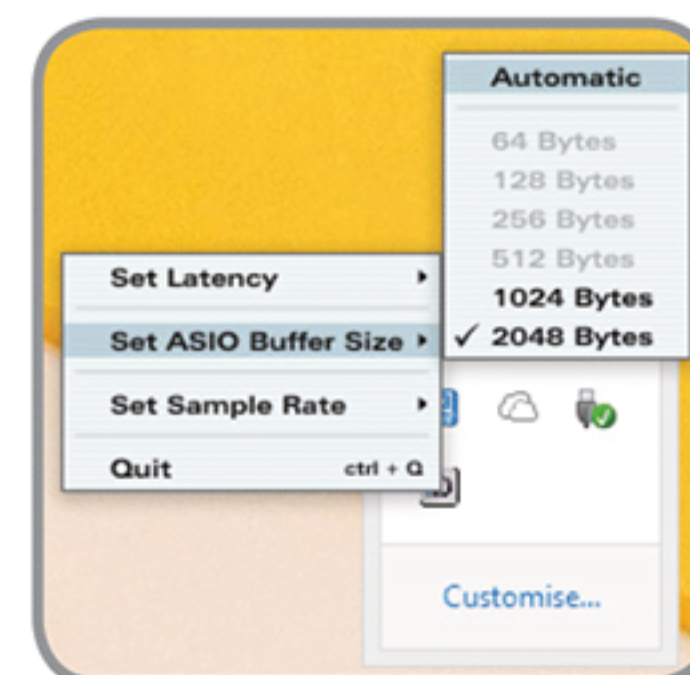 Automatic
64 Bytes
128 Bytes
256 Bytes
512 Bytes
1024 Bytes
2048 Bytes
Set Latency
Set ASIO Buffer Size
Set Sample Rate
Quit ctrl + Q
Customise...